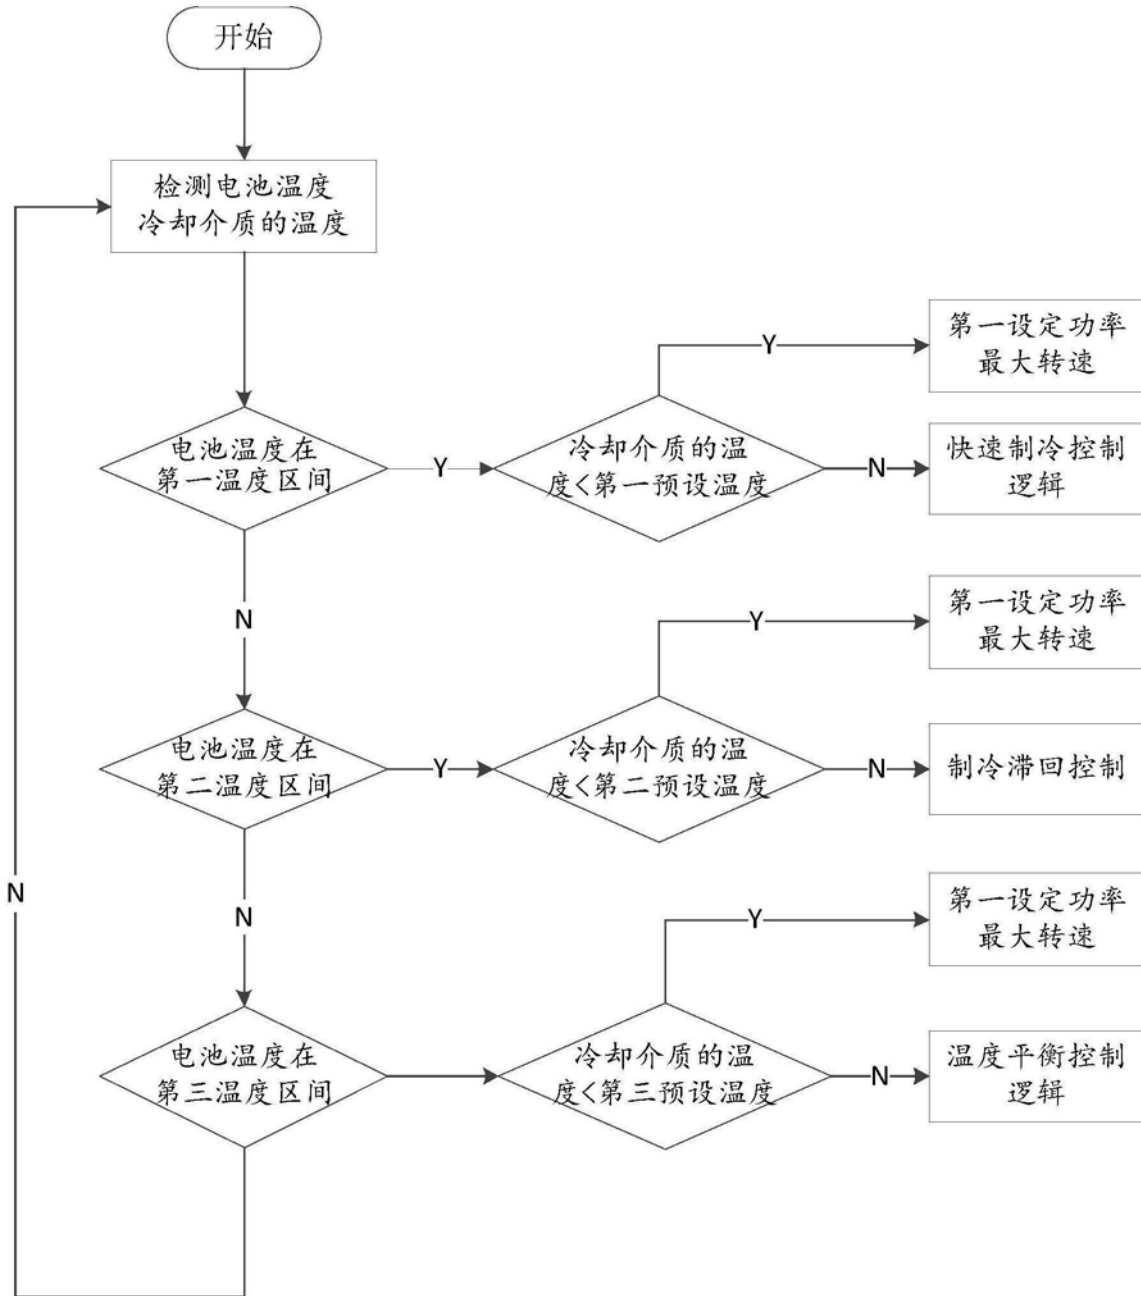 开始
检测电池温度
冷却介质的温度
第一设定功率
最大转速
Y
电池温度在
第一温度区间
Y
冷却介质的温
度<第一预设温度
N
快速制冷控制
逻辑
N
第一设定功率
最大转速
Y
电池温度在
第二温度区间
Y
冷却介质的温
度<第二预设温度
N
制冷滞回控制
N
N
第一设定功率
最大转速
Y
电池温度在
第三温度区间
冷却介质的温
度<第三预设温度
N
温度平衡控制
逻辑